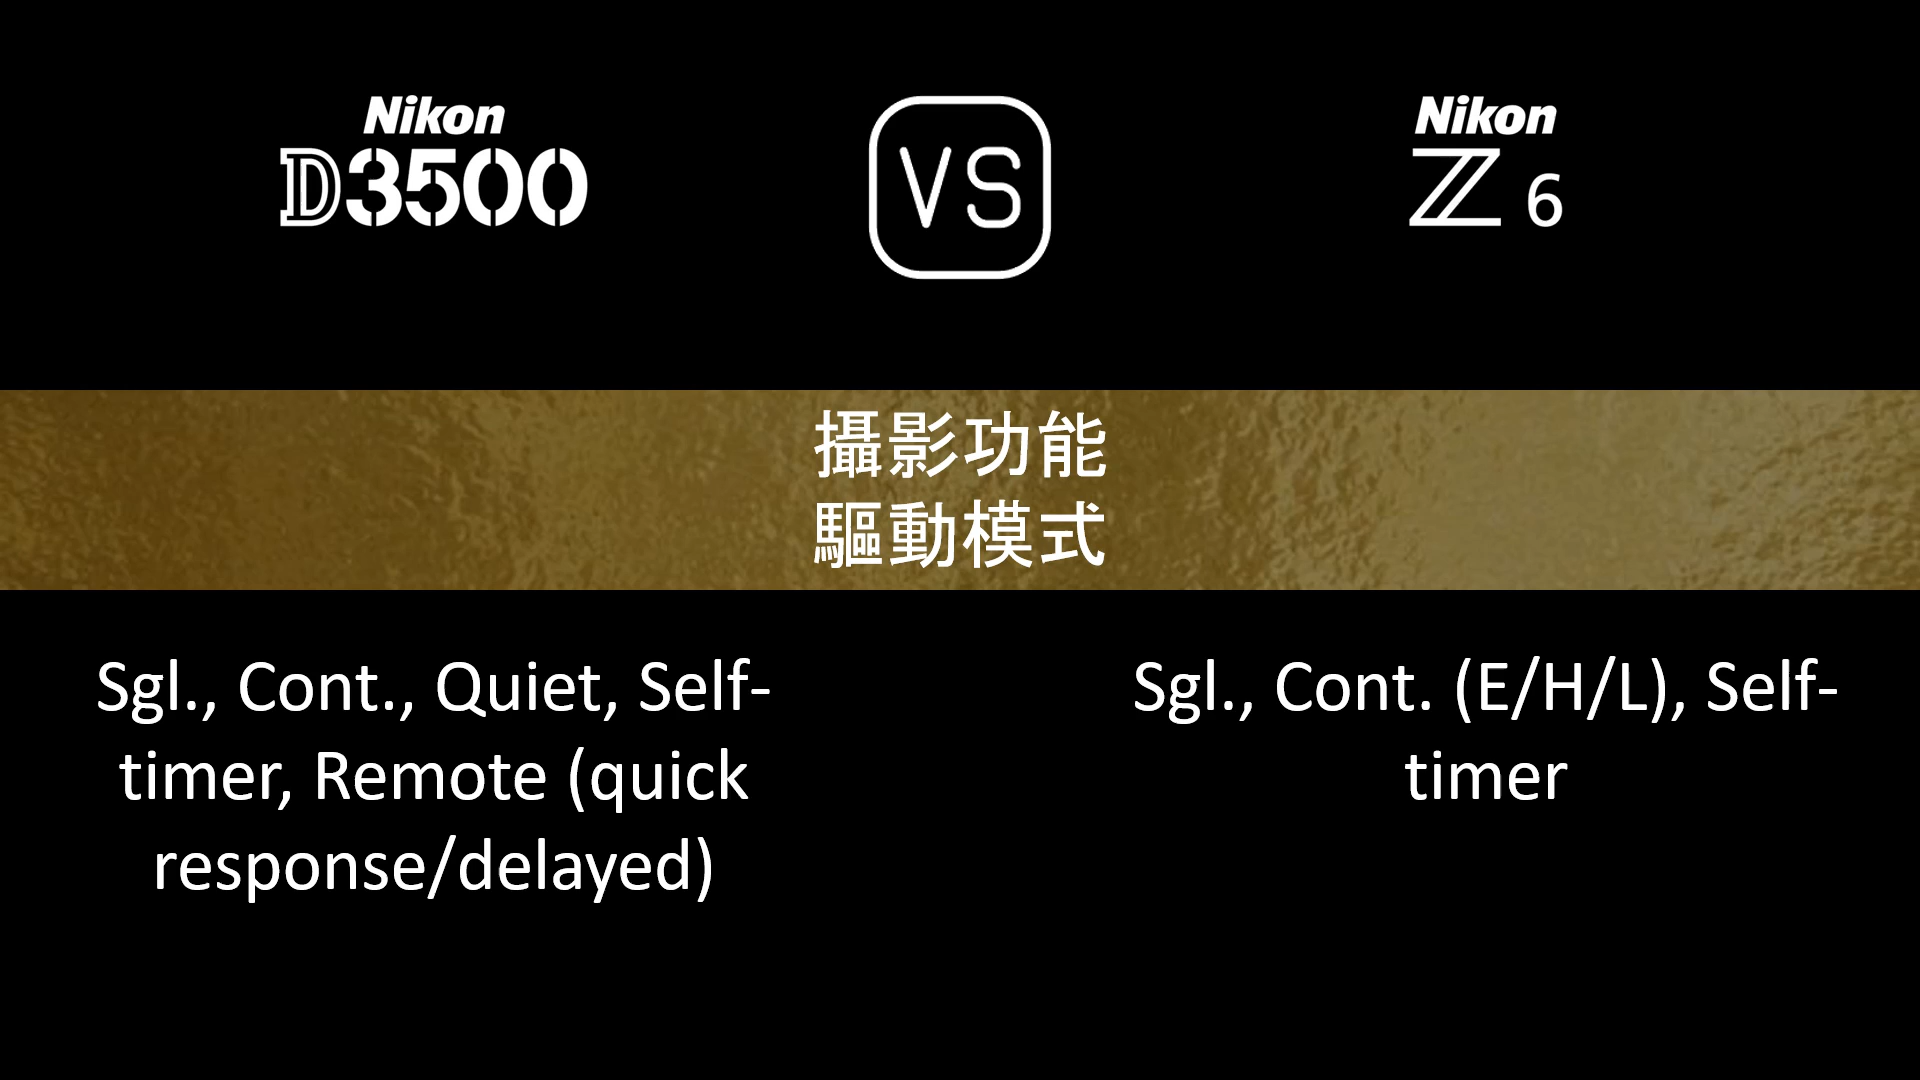 Nikon
D3500
VS
Nikon
Z 6
攝影功能
驅動模式
Sgl., Cont., Quiet, Self-
timer, Remote (quick
response/delayed)
Sgl., Cont. (E/H/L), Self-
timer